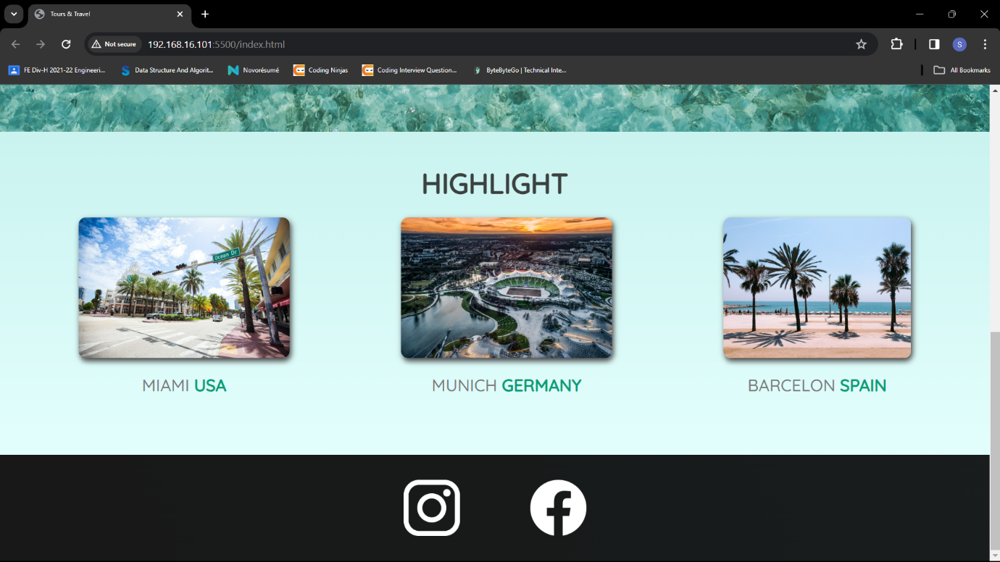 Tours & Travel
Not secure 192.168.16.101:5500/index.html
S
FE Div-H 2021-22 Engineeri... Data Structure And Algorit... Novorésumé Coding Ninjas Coding Interview Question... ByteByteGo | Technical Inte... All Bookmarks
HIGHLIGHT
Ocean Dr
MIAMI USA MUNICH GERMANY BARCELON SPAIN